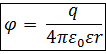 φ = q / 4πε₀εr